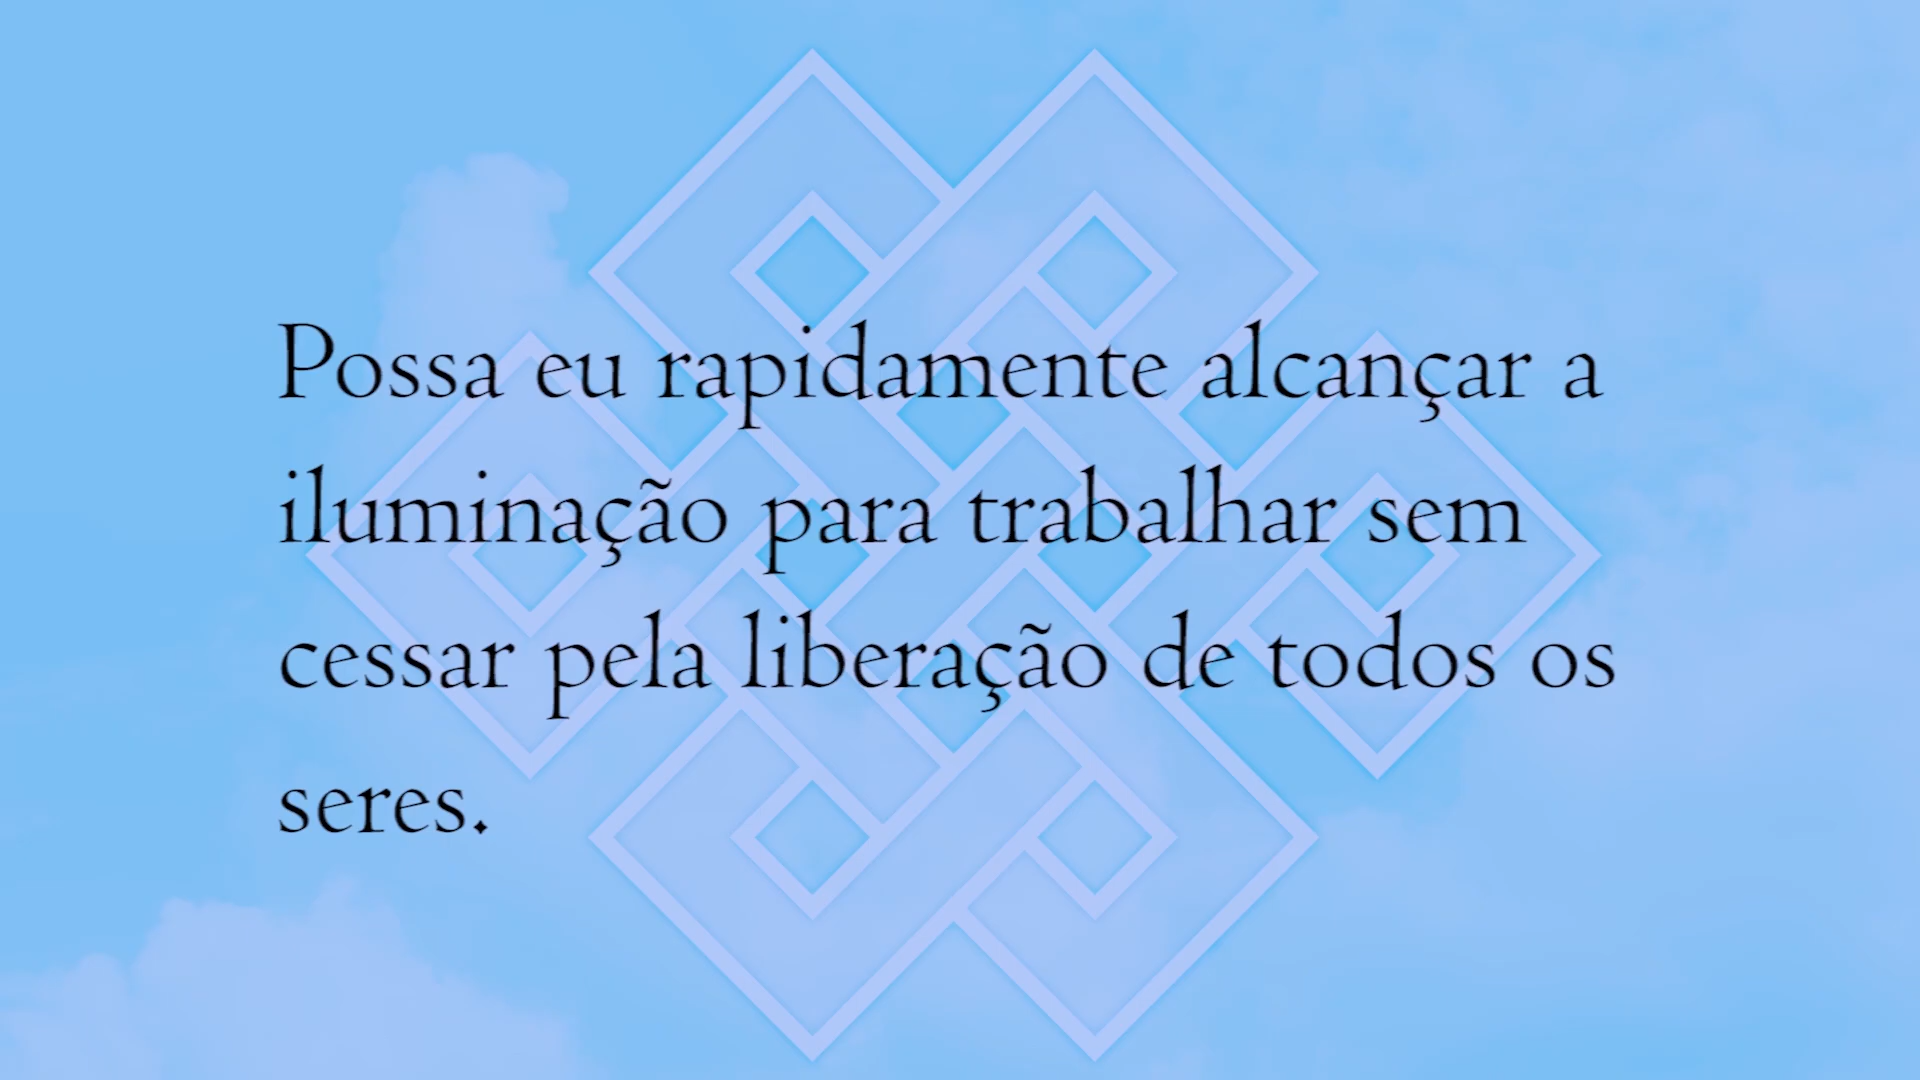 Possa eu rapidamente alcançar a
iluminação para trabalhar sem
cessar pela liberação de todos os
seres.